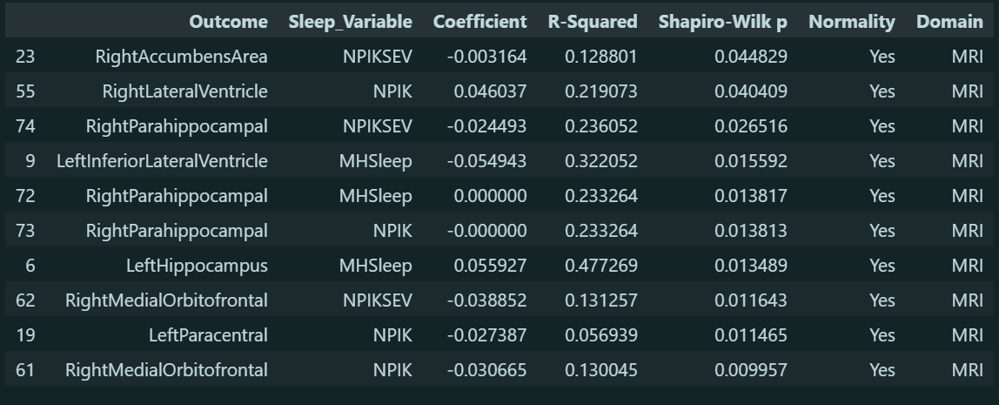 Outcome Sleep_Variable Coefficient R-Squared Shapiro-Wilk p Normality Domain
23 RightAccumbensArea NPIKSEV -0.003164 0.128801 0.044829 Yes MRI
55 RightLateralVentricle NPIK 0.046037 0.219073 0.040409 Yes MRI
74 RightParahippocampal NPIKSEV -0.024493 0.236052 0.026516 Yes MRI
9 LeftInferiorLateralVentricle MHSleep -0.054943 0.322052 0.015592 Yes MRI
72 RightParahippocampal MHSleep 0.000000 0.233264 0.013817 Yes MRI
73 RightParahippocampal NPIK -0.000000 0.233264 0.013813 Yes MRI
6 LeftHippocampus MHSleep 0.055927 0.477269 0.013489 Yes MRI
62 RightMedialOrbitofrontal NPIKSEV -0.038852 0.131257 0.011643 Yes MRI
19 LeftParacentral NPIK -0.027387 0.056939 0.011465 Yes MRI
61 RightMedialOrbitofrontal NPIK -0.030665 0.130045 0.009957 Yes MRI